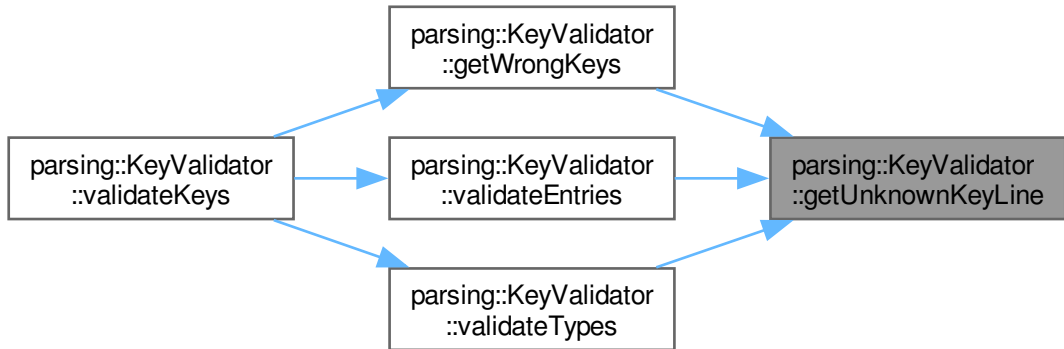 parsing::KeyValidator
::getWrongKeys
parsing::KeyValidator
::validateKeys
parsing::KeyValidator
::validateEntries
parsing::KeyValidator
::getUnknownKeyLine
parsing::KeyValidator
::validateTypes